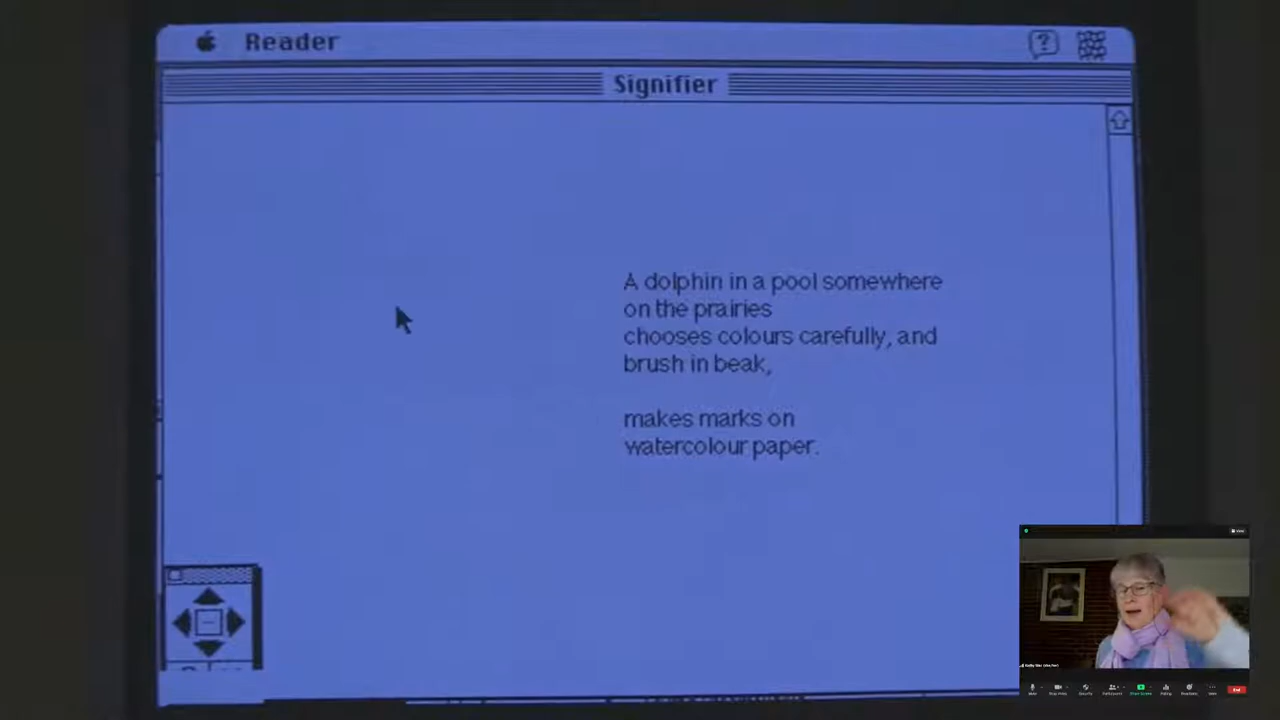 Reader
Signifier
A dolphin in a pool somewhere
on the prairies
chooses colours carefully, and
brush in beak,
makes marks on
watercolour paper.